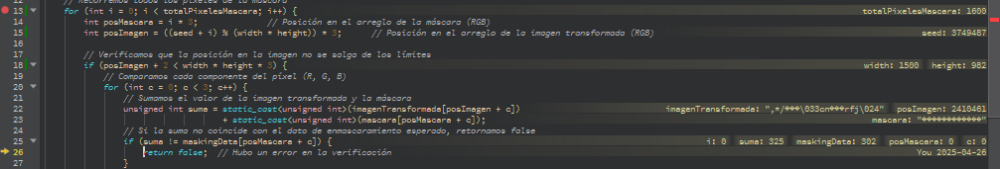 12 // Recorremos todos los píxeles de la máscara
13 for (int i = 0; i < totalPixelesMascara; i++) { totalPixelesMascara: 1600
14 int posMascara = i * 3; // Posición en el arreglo de la máscara (RGB)
15 int posImagen = ((seed + i) % (width * height)) * 3; // Posición en el arreglo de la imagen transformada (RGB) seed: 3749487
16
17 // Verificamos que la posición en la imagen no se salga de los límites
18 if (posImagen + 2 < width * height * 3) { width: 1500 height: 982
19 // Comparamos cada componente del píxel (R, G, B)
20 for (int c = 0; c < 3; c++) {
21 // Sumamos el valor de la imagen transformada y la máscara
22 unsigned int suma = static_cast<unsigned int>(imagenTransformada[posImagen + c]) imagenTransformada: ",*/���\033cn���rfj\024" posImagen: 2410461
23 + static_cast<unsigned int>(mascara[posMascara + c]); mascara: "������������"
24 // Si la suma no coincide con el dato de enmascaramiento esperado, retornamos false
25 if (suma != maskingData[posMascara + c]) { i: 0 suma: 325 maskingData: 302 posMascara: 0 c: 0
26 return false; // Hubo un error en la verificación You 2025-04-26
27 }